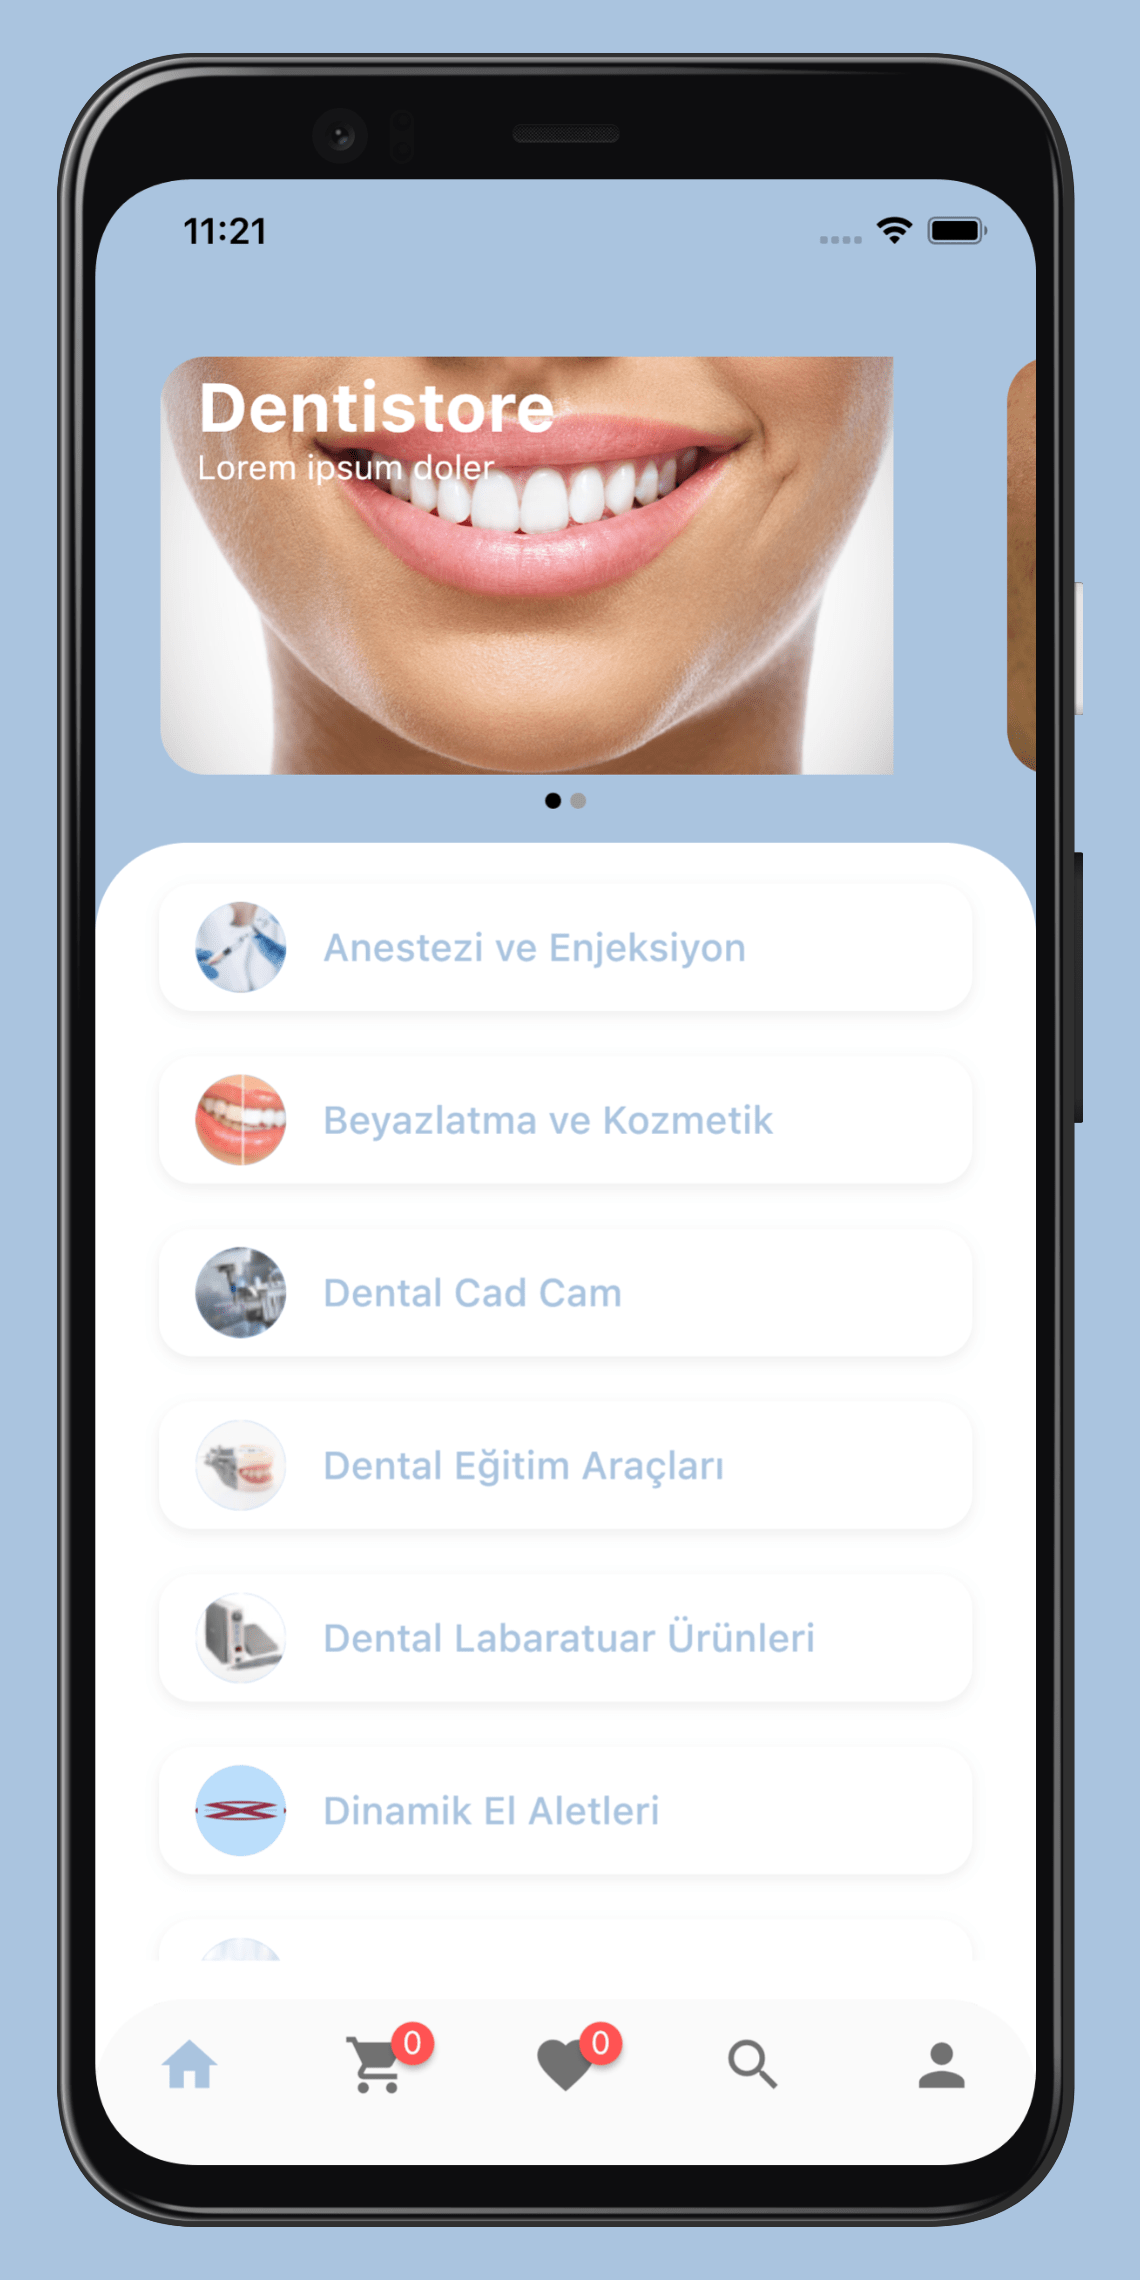 11:21
Dentistore
Lorem ipsum doler
Anestezi ve Enjeksiyon
Beyazlatma ve Kozmetik
Dental Cad Cam
Dental Eğitim Araçları
Dental Labaratuar Ürünleri
Dinamik El Aletleri
0
0